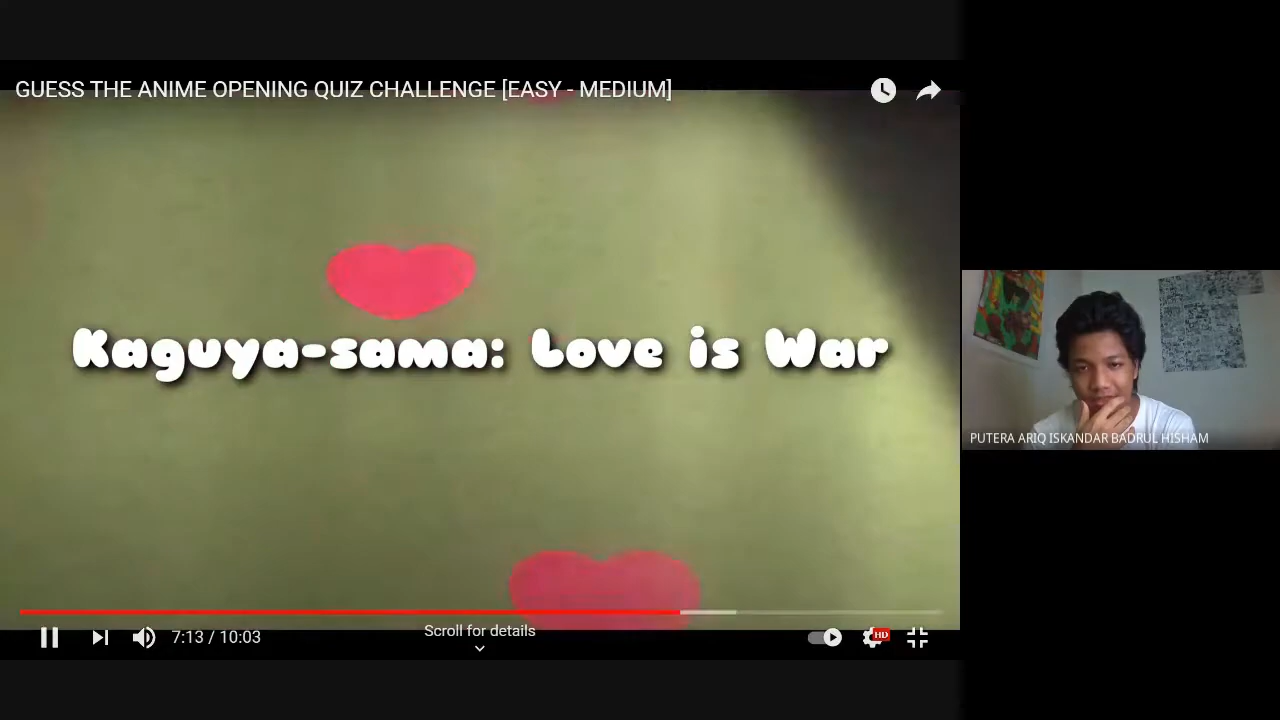 GUESS THE ANIME OPENING QUIZ CHALLENGE [EASY - MEDIUM]
Kaguya-sama: Love is War
PUTERA ARIQ ISKANDAR BADRUL HISHAM
7:13 / 10:03
Scroll for details
HD